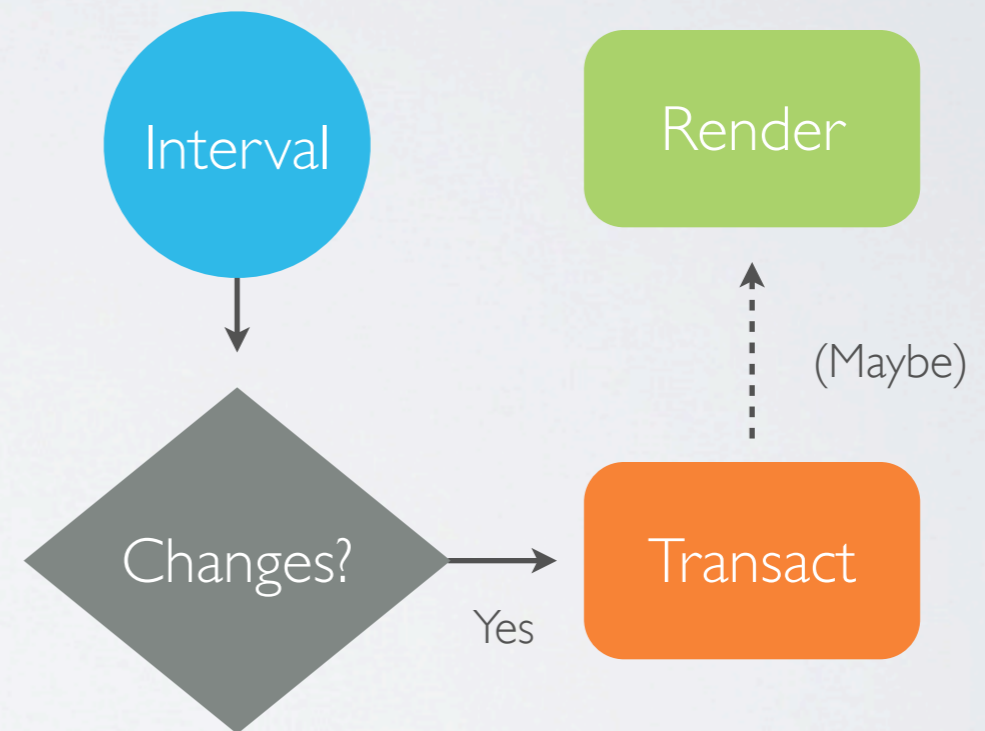 Interval
Render
(Maybe)
Changes?
Yes
Transact